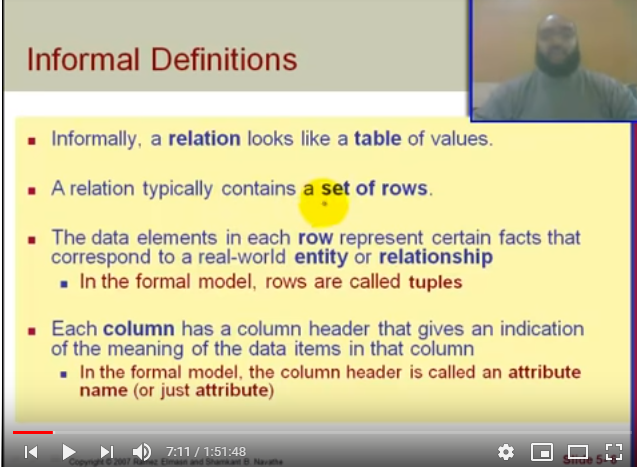 Informal Definitions
Informally, a relation looks like a table of values.
A relation typically contains a set of rows.
The data elements in each row represent certain facts that
correspond to a real-world entity or relationship
In the formal model, rows are called tuples
Each column has a column header that gives an indication
of the meaning of the data items in that column
In the formal model, the column header is called an attribute
name (or just attribute)
7:11 / 1:51:48
Copyright © 2007 Ramez Elmasri and Shamkant B. Navathe
Slide 5-